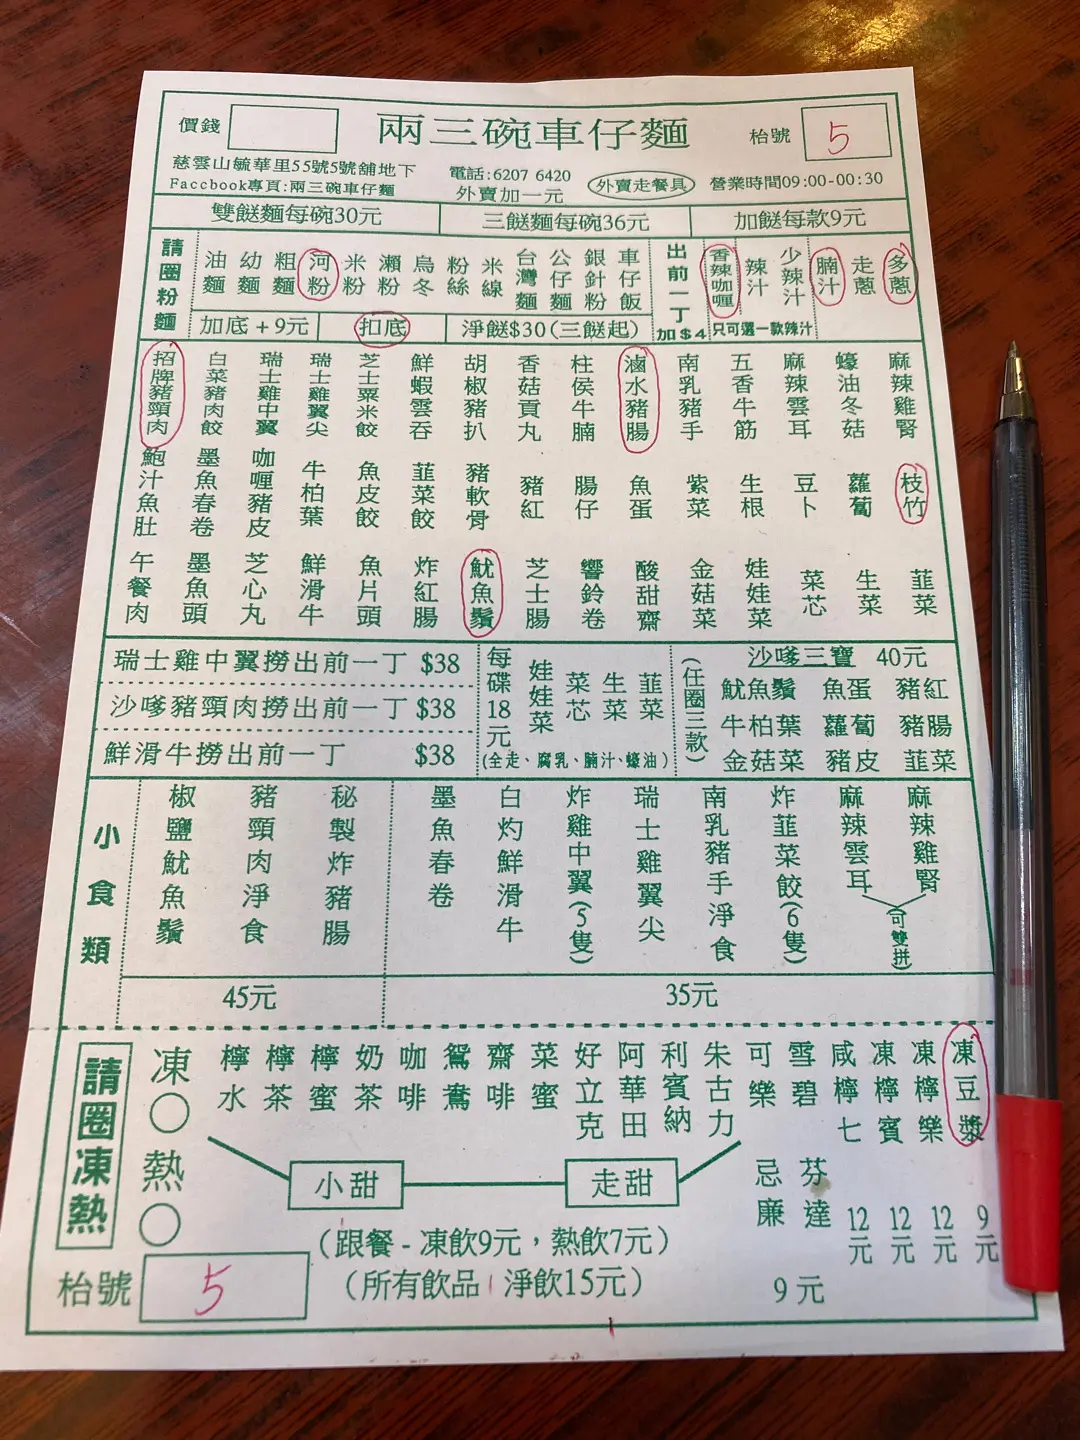 價錢 兩三碗車仔麵 枱號 5
慈雲山毓華里55號5號舖地下 電話:6207 6420 外賣走餐具 營業時間09:00-00:30
Faccbook專頁:兩三碗車仔麵 外賣加一元
雙餸麵每碗30元 三餸麵每碗36元 加餸每款9元
請圈粉麵 油麵 幼麵 粗麵 河粉 米粉 瀨粉 烏冬 粉絲 米線 台灣麵 公仔麵 銀針粉 車仔飯 出前一丁加$4 香辣咖喱 辣汁 少辣汁 腩汁 走蔥 多蔥
加底+9元 扣底 淨餸$30(三餸起) 只可選一款辣汁
招牌豬頸肉 白菜豬肉餃 瑞士雞中翼 瑞士雞翼尖 芝士粟米餃 鮮蝦雲吞 胡椒豬扒 香菇貢丸 柱侯牛腩 滷水豬腸 南乳豬手 五香牛筋 麻辣雲耳 蠔油冬菇 麻辣雞腎
鮑汁魚肚 墨魚春卷 咖喱豬皮 牛柏葉 魚皮餃 韮菜餃 豬軟骨 豬紅 腸仔 魚蛋 紫菜 生根 豆卜 蘿蔔 枝竹
午餐肉 墨魚頭 芝心丸 鮮滑牛 魚片頭 炸紅腸 魷魚鬚 芝士腸 響鈴卷 酸甜齋 金菇菜 娃娃菜 菜芯 生菜 韮菜
瑞士雞中翼撈出前一丁 $38
沙嗲豬頸肉撈出前一丁 $38
鮮滑牛撈出前一丁 $38
每碟18元 娃娃菜 菜芯 生菜 韮菜
(全走、腐乳、腩汁、蠔油)
(任圈三款) 沙嗲三寶 40元
魷魚鬚 魚蛋 豬紅
牛柏葉 蘿蔔 豬腸
金菇菜 豬皮 韮菜
小食類 椒鹽魷魚鬚 豬頸肉淨食 秘製炸豬腸 墨魚春卷 白灼鮮滑牛 炸雞中翼(5隻) 瑞士雞翼尖 南乳豬手淨食 炸韮菜餃(6隻) 麻辣雲耳 麻辣雞腎 (可雙拼)
45元 35元
請圈凍熱 凍 熱 檸水 檸茶 檸蜜 奶茶 咖啡 鴛鴦 齋啡 菜蜜 好立克 阿華田 利賓納 朱古力 可樂 雪碧 咸檸七 凍檸賓 凍檸樂 凍豆漿
小甜 走甜 忌廉 芬達 12元 12元 12元 9元
(跟餐-凍飲9元，熱飲7元)
(所有飲品 淨飲15元) 9元
枱號 5